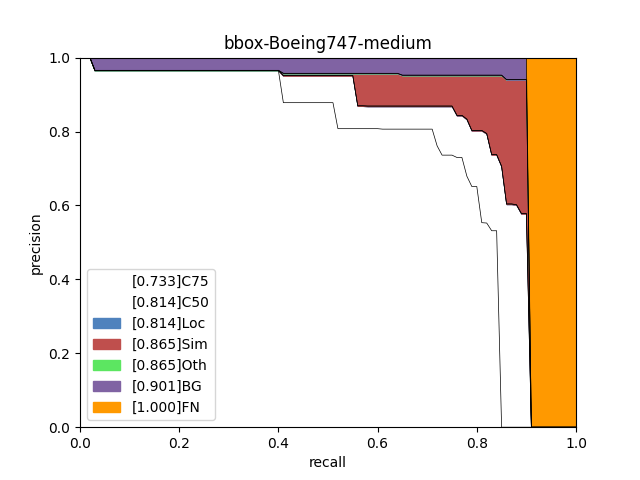 bbox-Boeing747-medium
precision
1.0
0.8
0.6
0.4
0.2
0.0
[0.733]C75
[0.814]C50
[0.814]Loc
[0.865]Sim
[0.865]Oth
[0.901]BG
[1.000]FN
0.0 0.2 0.4 0.6 0.8 1.0
recall